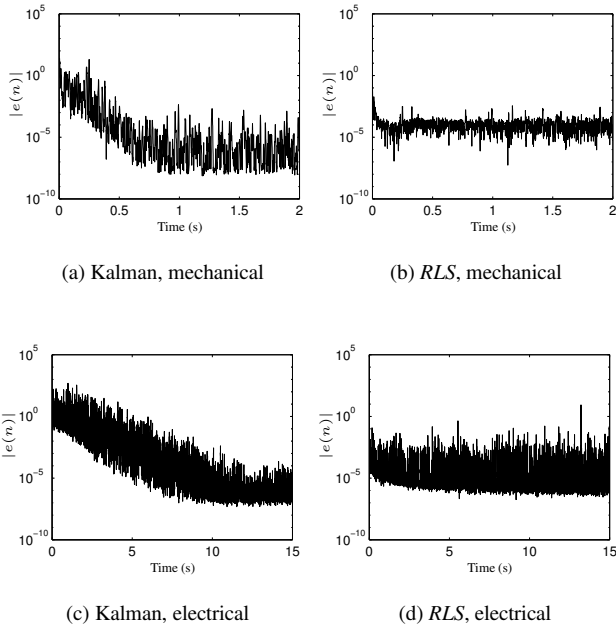 10^5
10^0
10^-5
10^-10
|e(n)|
0 0.5 1 1.5 2
Time (s)
10^5
10^0
10^-5
10^-10
|e(n)|
0 0.5 1 1.5 2
Time (s)
(a) Kalman, mechanical
(b) RLS, mechanical
10^5
10^0
10^-5
10^-10
|e(n)|
0 5 10 15
Time (s)
10^5
10^0
10^-5
10^-10
|e(n)|
0 5 10 15
Time (s)
(c) Kalman, electrical
(d) RLS, electrical